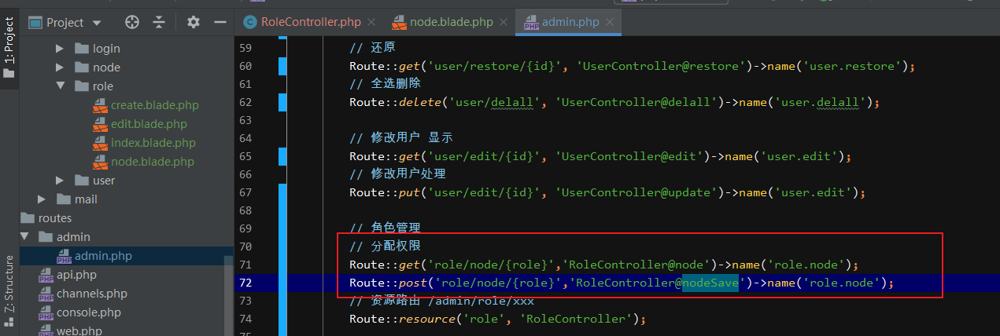 Project
RoleController.php
node.blade.php
admin.php
1: Project
Z: Structure
login
node
role
create.blade.php
edit.blade.php
index.blade.php
node.blade.php
user
mail
routes
admin
admin.php
api.php
channels.php
console.php
web.php
59 // 还原
60 Route::get('user/restore/{id}', 'UserController@restore')->name('user.restore');
61 // 全选删除
62 Route::delete('user/delall', 'UserController@delall')->name('user.delall');
63
64 // 修改用户 显示
65 Route::get('user/edit/{id}', 'UserController@edit')->name('user.edit');
66 // 修改用户处理
67 Route::put('user/edit/{id}', 'UserController@update')->name('user.edit');
68
69 // 角色管理
70 // 分配权限
71 Route::get('role/node/{role}','RoleController@node')->name('role.node');
72 Route::post('role/node/{role}','RoleController@nodeSave')->name('role.node');
73 // 资源路由 /admin/role/xxx
74 Route::resource('role', 'RoleController');